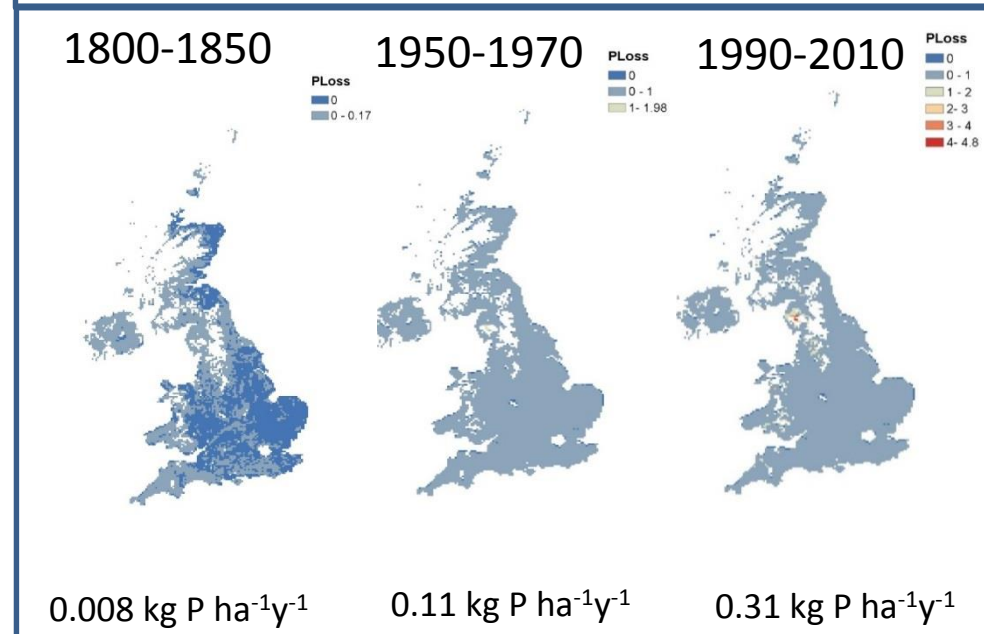 1800-1850
PLoss
0
0 - 0.17
0.008 kg P ha-1y-1
1950-1970
PLoss
0
0 - 1
1- 1.98
0.11 kg P ha-1y-1
1990-2010
PLoss
0
0 - 1
1 - 2
2- 3
3 - 4
4- 4.8
0.31 kg P ha-1y-1